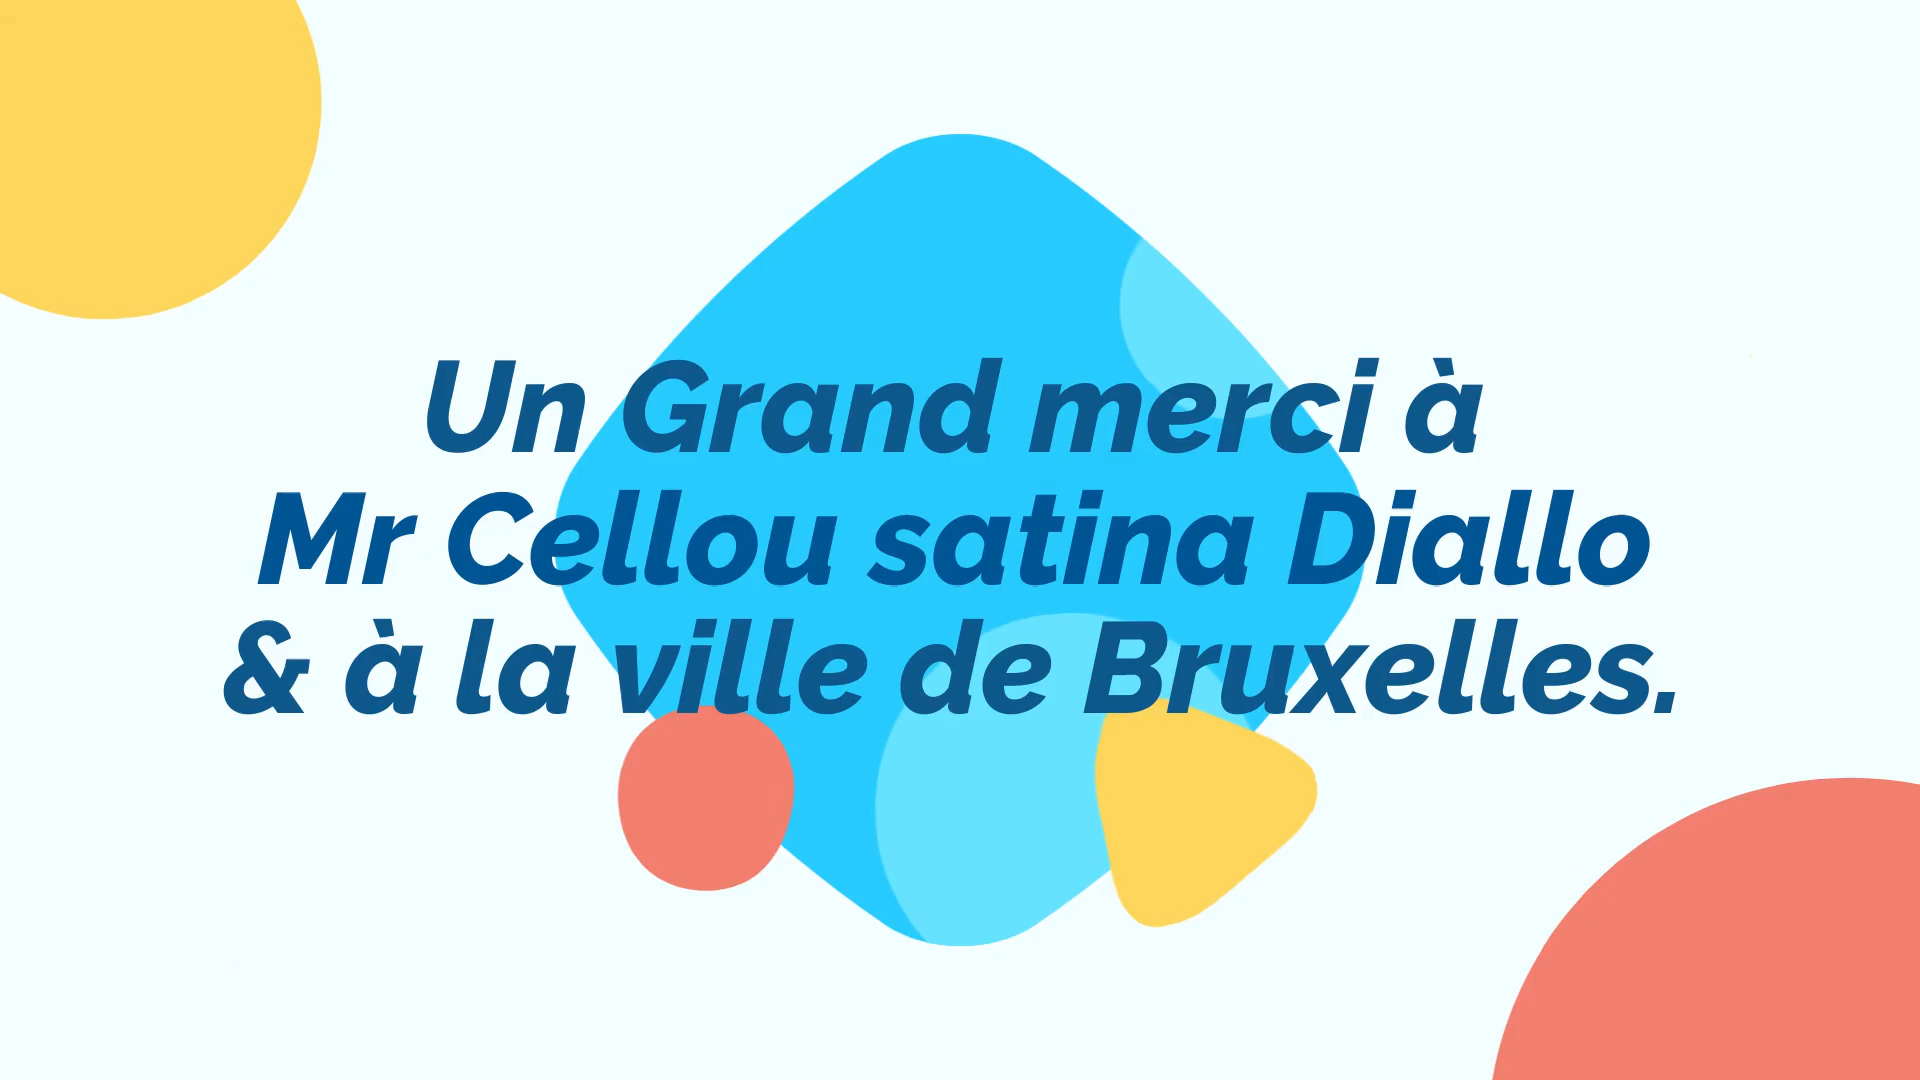 Un Grand merci à
Mr Cellou satina Diallo
& à la ville de Bruxelles.